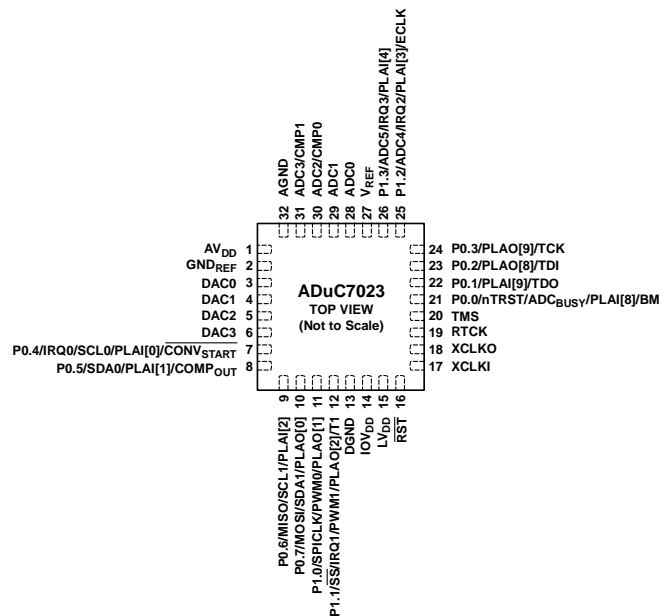 P1.3/ADC5/IRQ3/PLAI[4]
P1.2/ADC4/IRQ2/PLAI[3]/ECLK
AGND
ADC3/CMP1
ADC2/CMP0
ADC1
ADC0
VREF
32 31 30 29 28 27 26 25
AVDD 1
GNDREF 2
DAC0 3
DAC1 4
DAC2 5
DAC3 6
P0.4/IRQ0/SCL0/PLAI[0]/CONVSTART 7
P0.5/SDA0/PLAI[1]/COMPOUT 8
ADuC7023
TOP VIEW
(Not to Scale)
24 P0.3/PLAO[9]/TCK
23 P0.2/PLAO[8]/TDI
22 P0.1/PLAI[9]/TDO
21 P0.0/nTRST/ADCBUSY/PLAI[8]/BM
20 TMS
19 RTCK
18 XCLKO
17 XCLKI
9 10 11 12 13 14 15 16
P0.6/MISO/SCL1/PLAI[2]
P0.7/MOSI/SDA1/PLAO[0]
P1.0/SPICLK/PWM0/PLAO[1]
P1.1/SS/IRQ1/PWM1/PLAO[2]/T1
DGND
IOVDD
LVDD
RST